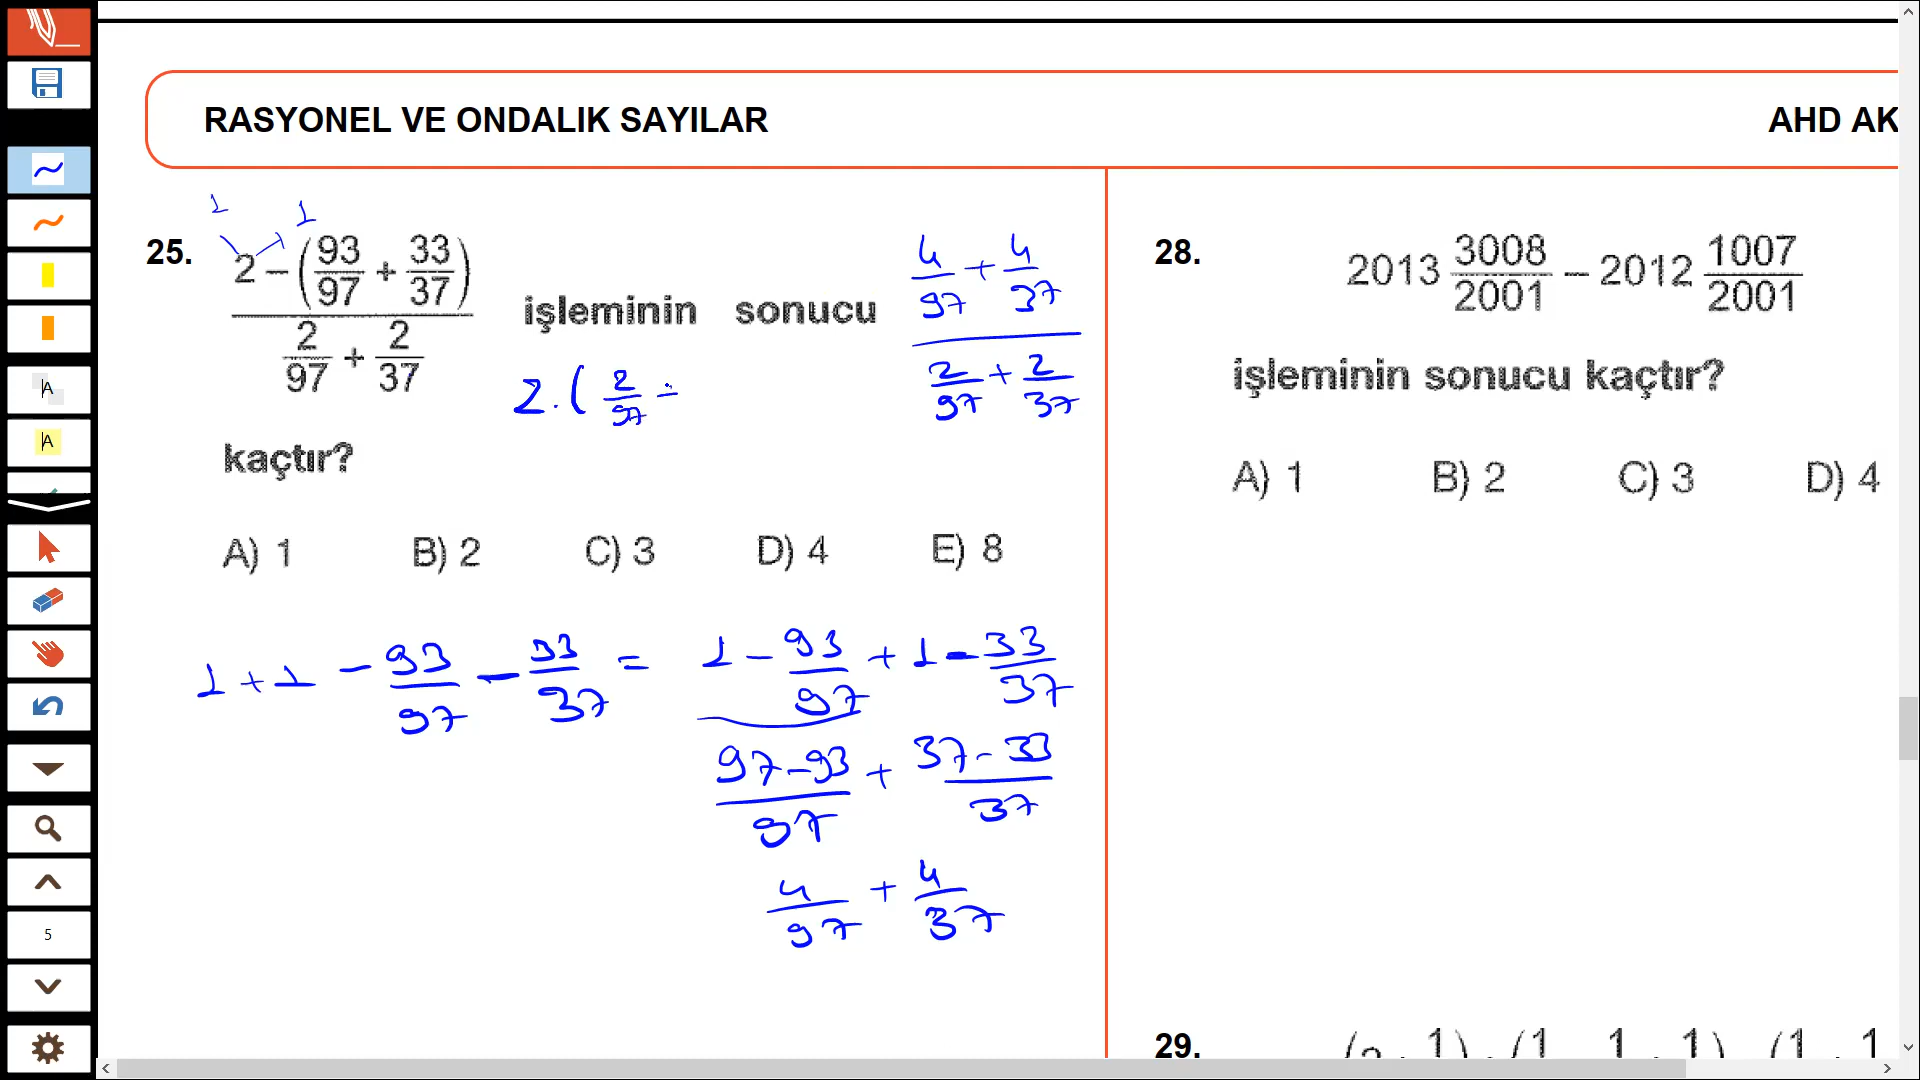 RASYONEL VE ONDALIK SAYILAR
AHD AK
25.
2 1
2 − (93/97 + 33/37)
2/97 + 2/37
işleminin sonucu
kaçtır?
4/97 + 4/37
2/97 + 2/37
2.(2/97 −
A) 1 B) 2 C) 3 D) 4 E) 8
1 + 1 − 93/97 − 33/37 = 1 − 93/97 + 1 − 33/37
97−93/97 + 37−33/37
4/97 + 4/37
28.
2013 3008/2001 − 2012 1007/2001
işleminin sonucu kaçtır?
A) 1 B) 2 C) 3 D) 4
29.
A
A
5